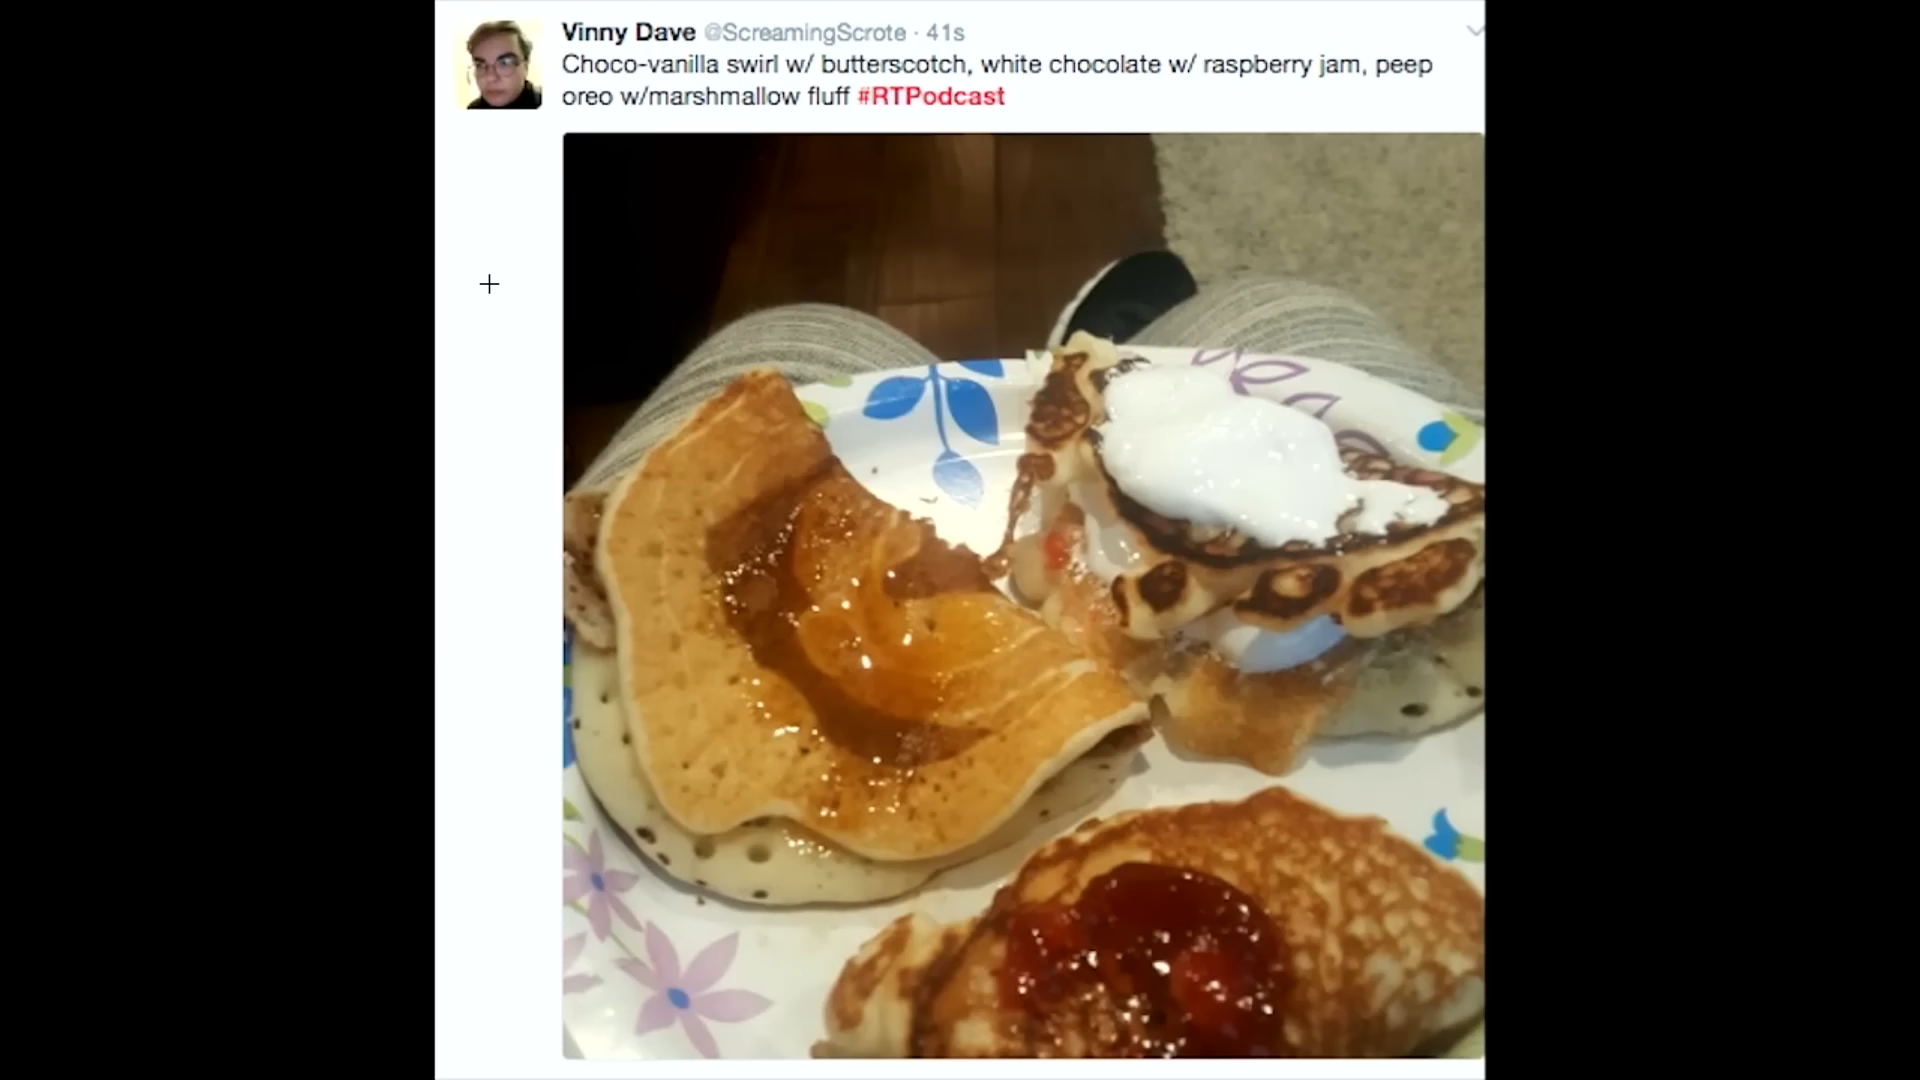 Vinny Dave @ScreamingScrote · 41s
Choco-vanilla swirl w/ butterscotch, white chocolate w/ raspberry jam, peep
oreo w/marshmallow fluff #RTPodcast